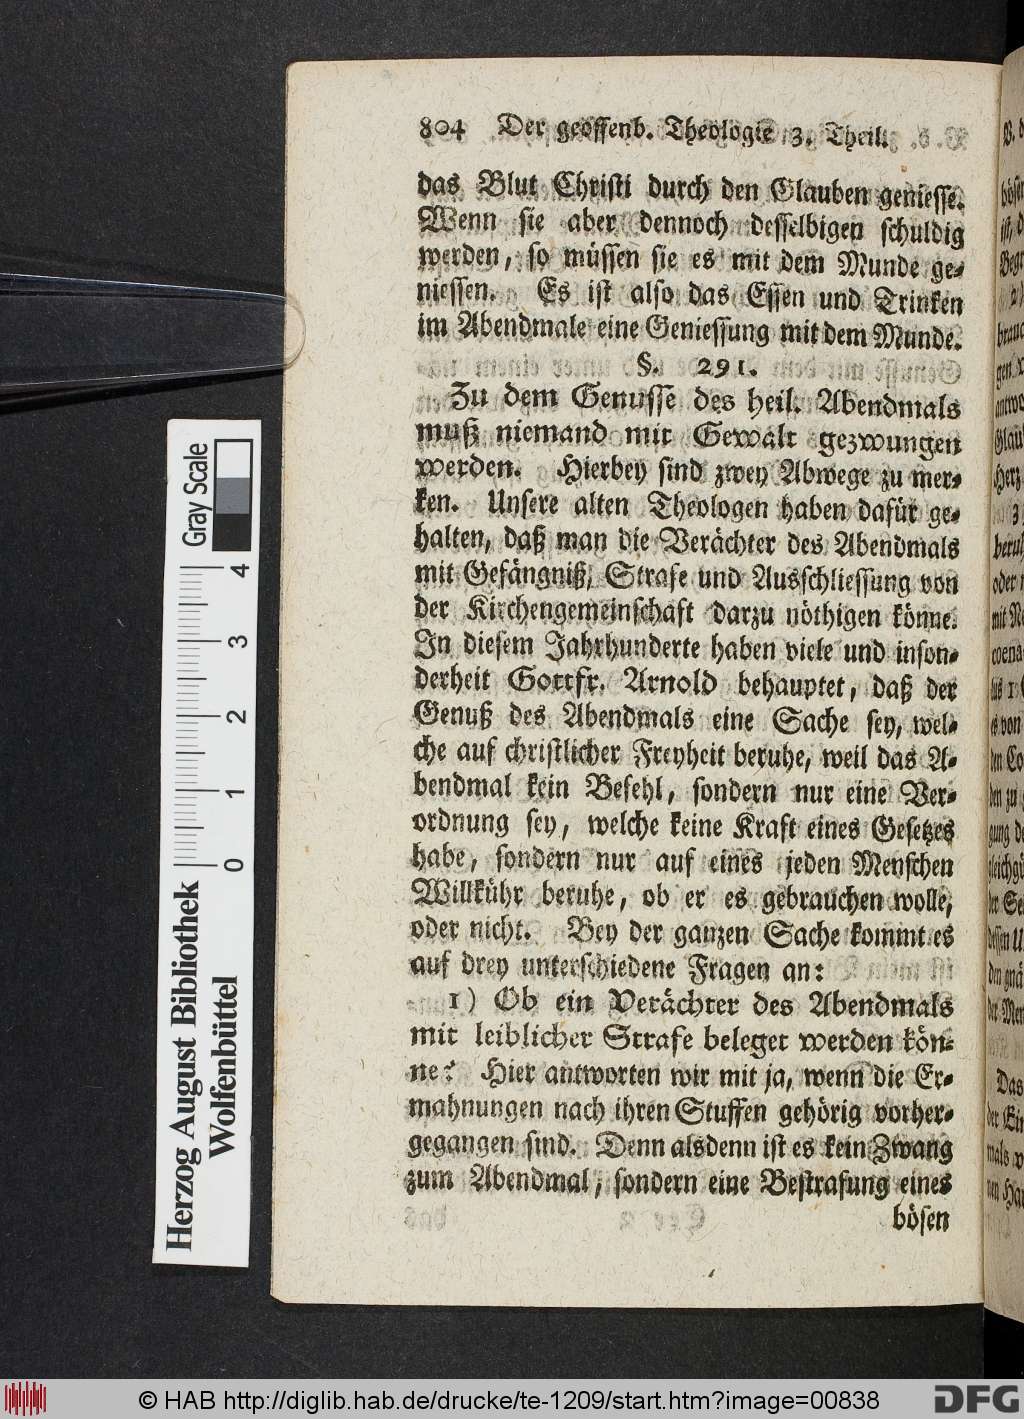 804 Der geoffenb. Theologie 3. Theil.
das Blut Christi durch den Glauben geniesse.
Wenn sie aber dennoch desselbigen schuldig
werden, so müssen sie es mit dem Munde ge-
niessen. Es ist also das Essen und Trinken
im Abendmale eine Geniessung mit dem Munde.
§. 291.
Zu dem Genusse des heil. Abendmals
muß niemand mit Gewalt gezwungen
werden. Hierbey sind zwey Abwege zu mer-
ken. Unsere alten Theologen haben dafür ge-
halten, daß man die Verächter des Abendmals
mit Gefängniß, Strafe und Ausschliessung von
der Kirchengemeinschaft darzu nöthigen könne.
In diesem Jahrhunderte haben viele und inson-
derheit Gottfr. Arnold behauptet, daß der
Genuß des Abendmals eine Sache sey, wel-
che auf christlicher Freyheit beruhe, weil das A-
bendmal kein Befehl, sondern nur eine Ver-
ordnung sey, welche keine Kraft eines Gesetzes
habe, sondern nur auf eines jeden Menschen
Willkühr beruhe, ob er es gebrauchen wolle,
oder nicht. Bey der ganzen Sache kommt es
auf drey unterschiedene Fragen an:
1) Ob ein Verächter des Abendmals
mit leiblicher Strafe beleget werden kön-
ne? Hier antworten wir mit ja, wenn die Er-
mahnungen nach ihren Stuffen gehörig vorher-
gegangen sind. Denn alsdenn ist es kein Zwang
zum Abendmal, sondern eine Bestrafung eines
bösen
Herzog August Bibliothek
Wolfenbüttel
0 1 2 3 4
Gray Scale
© HAB http://diglib.hab.de/drucke/te-1209/start.htm?image=00838
DFG